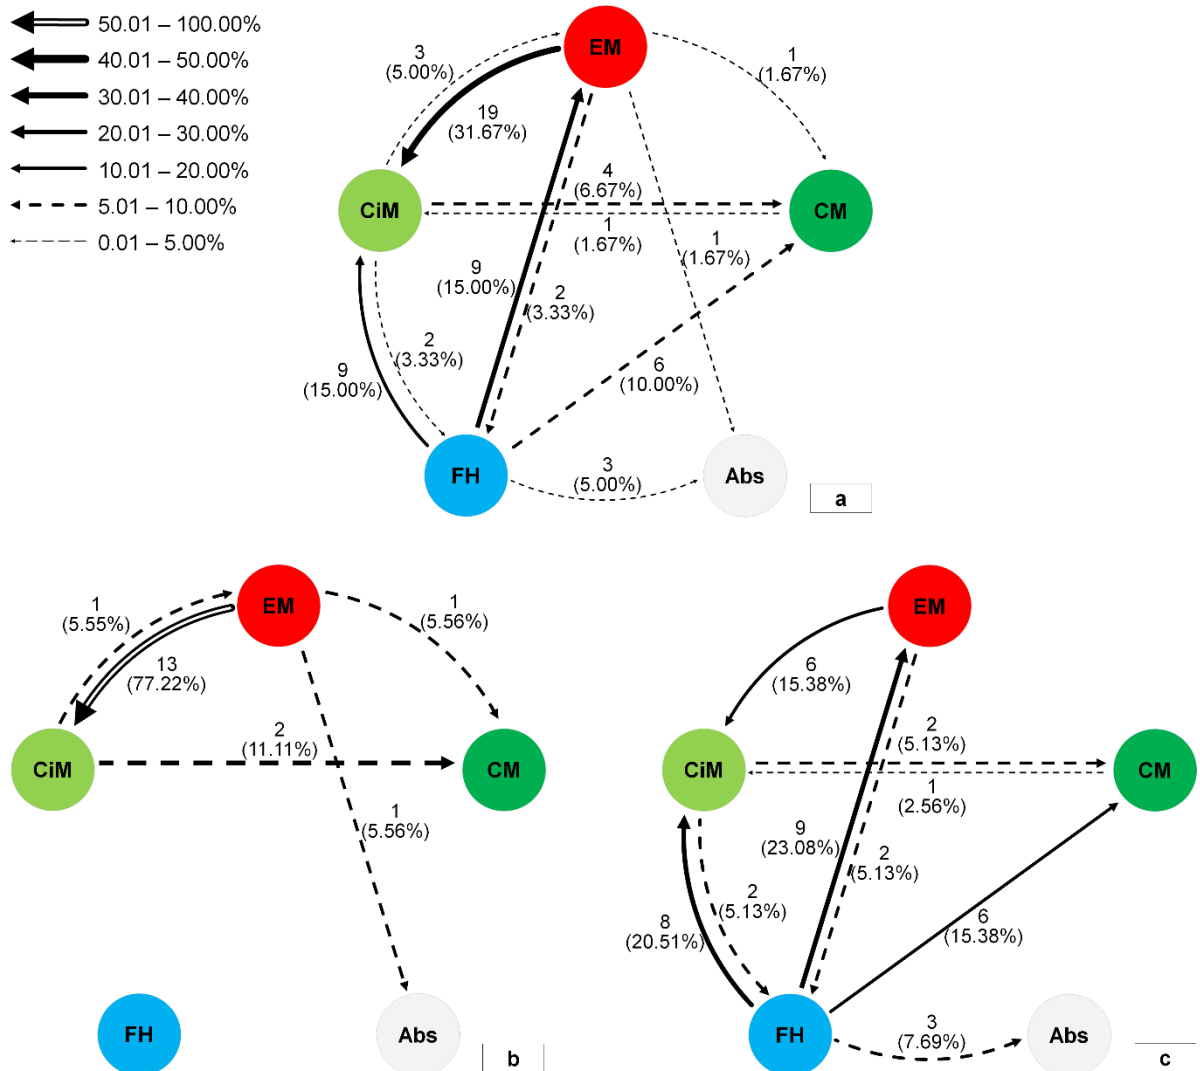 50.01 – 100.00%
40.01 – 50.00%
30.01 – 40.00%
20.01 – 30.00%
10.01 – 20.00%
5.01 – 10.00%
0.01 – 5.00%
EM
3
(5.00%)
1
(1.67%)
19
(31.67%)
CiM
4
(6.67%)
CM
1
(1.67%)
1
(1.67%)
9
(15.00%)
2
(3.33%)
2
(3.33%)
9
(15.00%)
6
(10.00%)
FH
3
(5.00%)
Abs
a
EM
1
(5.55%)
1
(5.56%)
13
(77.22%)
CiM
2
(11.11%)
CM
1
(5.56%)
FH
Abs
b
EM
6
(15.38%)
CiM
2
(5.13%)
CM
1
(2.56%)
9
(23.08%)
2
(5.13%)
2
(5.13%)
8
(20.51%)
6
(15.38%)
FH
3
(7.69%)
Abs
c